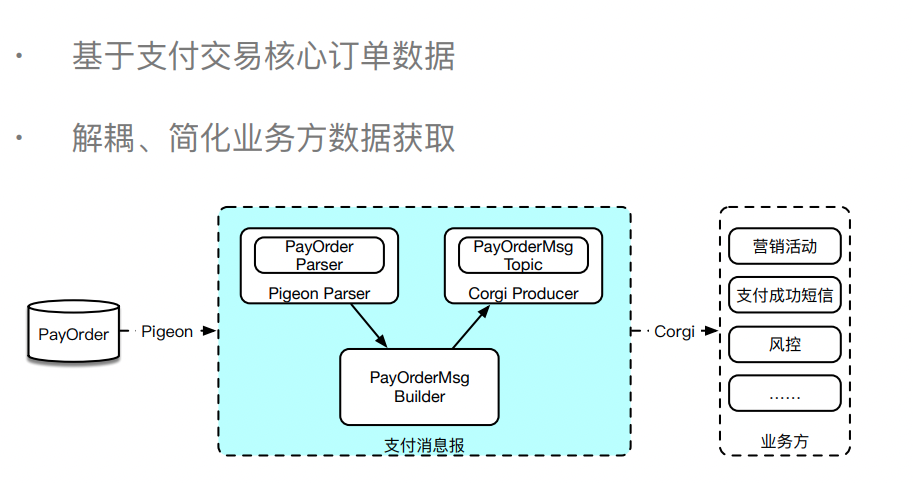 基于支付交易核心订单数据
解耦、简化业务方数据获取
PayOrder
Pigeon
PayOrder
Parser
Pigeon Parser
PayOrderMsg
Topic
Corgi Producer
PayOrderMsg
Builder
支付消息报
Corgi
营销活动
支付成功短信
风控
……
业务方